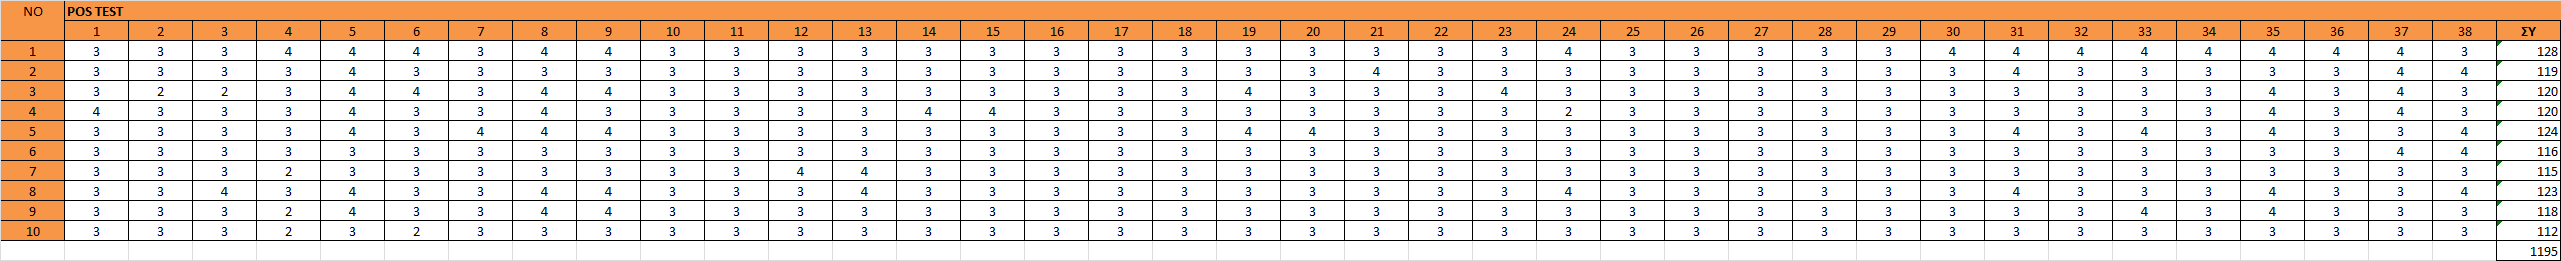 NO POS TEST
1 2 3 4 5 6 7 8 9 10 11 12 13 14 15 16 17 18 19 20 21 22 23 24 25 26 27 28 29 30 31 32 33 34 35 36 37 38 ΣY
1 3 3 3 4 4 4 3 4 4 3 3 3 3 3 3 3 3 3 3 3 3 3 3 4 3 3 3 3 3 4 4 4 4 4 4 4 4 3 128
2 3 3 3 3 4 3 3 3 3 3 3 3 3 3 3 3 3 3 3 3 4 3 3 3 3 3 3 3 3 3 4 3 3 3 3 3 4 4 119
3 3 2 2 3 4 4 3 4 4 3 3 3 3 3 3 3 3 3 4 3 3 3 4 3 3 3 3 3 3 3 3 3 3 3 4 3 4 3 120
4 4 3 3 3 4 3 3 4 3 3 3 3 3 4 4 3 3 3 3 3 3 3 3 2 3 3 3 3 3 3 3 3 3 3 4 3 4 3 120
5 3 3 3 3 4 3 4 4 4 3 3 3 3 3 3 3 3 3 4 4 3 3 3 3 3 3 3 3 3 3 4 3 4 3 4 3 3 4 124
6 3 3 3 3 3 3 3 3 3 3 3 3 3 3 3 3 3 3 3 3 3 3 3 3 3 3 3 3 3 3 3 3 3 3 3 3 4 4 116
7 3 3 3 2 3 3 3 3 3 3 3 4 4 3 3 3 3 3 3 3 3 3 3 3 3 3 3 3 3 3 3 3 3 3 3 3 3 3 115
8 3 3 4 3 4 3 3 4 4 3 3 3 4 3 3 3 3 3 3 3 3 3 3 4 3 3 3 3 3 3 4 3 3 3 4 3 3 4 123
9 3 3 3 2 4 3 3 4 4 3 3 3 3 3 3 3 3 3 3 3 3 3 3 3 3 3 3 3 3 3 3 3 4 3 4 3 3 3 118
10 3 3 3 2 3 2 3 3 3 3 3 3 3 3 3 3 3 3 3 3 3 3 3 3 3 3 3 3 3 3 3 3 3 3 3 3 3 3 112
1195